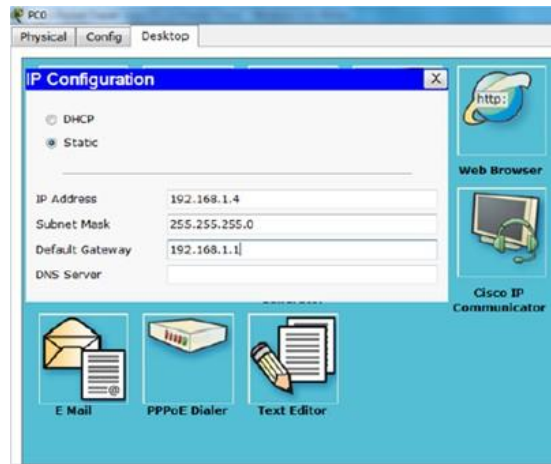 PC0
Physical Config Desktop
IP Configuration X
DHCP
Static
http:
Web Browser
IP Address 192.168.1.4
Subnet Mask 255.255.255.0
Default Gateway 192.168.1.1
DNS Server
Cisco IP
Communicator
E Mail PPPoE Dialer Text Editor